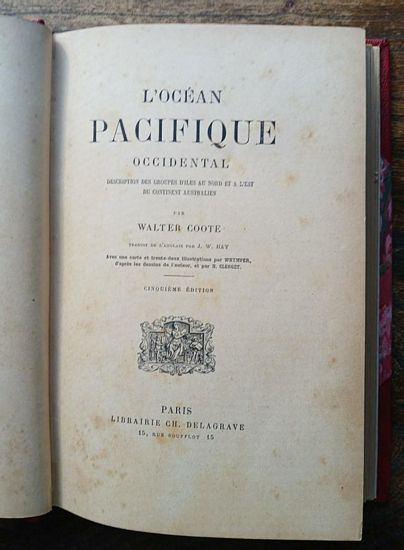 L'OCÉAN
PACIFIQUE
OCCIDENTAL
DESCRIPTION DES GROUPES D'ILES AU NORD ET A L'EST
DU CONTINENT AUSTRALIEN
PAR
WALTER COOTE
TRADUIT DE L'ANGLAIS PAR J. W. HAY
Avec une carte et trente-deux illustrations par WHYMPER,
d'après les dessins de l'auteur, et par H. CLERGET.
CINQUIÈME ÉDITION
PARIS
LIBRAIRIE CH. DELAGRAVE
15, RUE SOUFFLOT 15